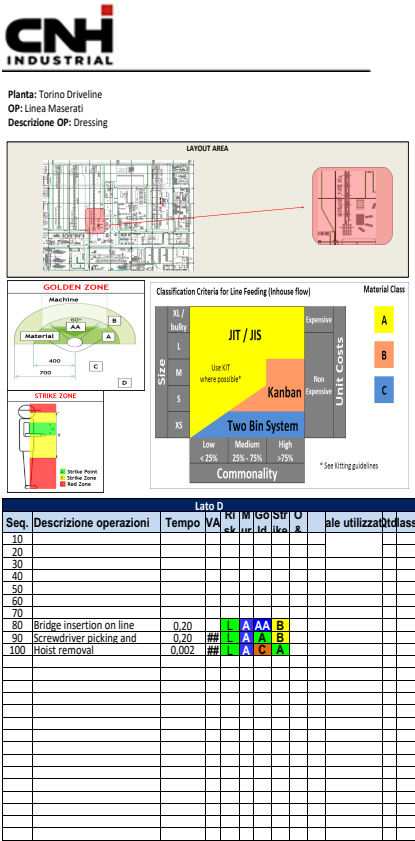 CNH
INDUSTRIAL
Planta: Torino Driveline
OP: Linea Maserati
Descrizione OP: Dressing
LAYOUT AREA
GOLDEN ZONE
Machine
60°
B
AA
Material
A
400
C
700
D
STRIKE ZONE
Strike Point
Strike Zone
Red Zone
Classification Criteria for Line Feeding (Inhouse flow)
Material Class
XL / bulky
L
M
S
XS
Size
JIT / JIS
Use KIT
where possible*
Kanban
Two Bin System
Expensive
Non Expensive
Unit Costs
Low
Medium
High
< 25%
25% - 75%
>75%
Commonality
* See Kitting guidelines
A
B
C
Lato D
Seq. Descrizione operazioni Tempo VA
10
20
30
40
50
60
70
80 Bridge insertion on line 0,20 L A AA B
90 Screwdriver picking and 0,20 ## L A A B
100 Hoist removal 0,002 ## L A C A